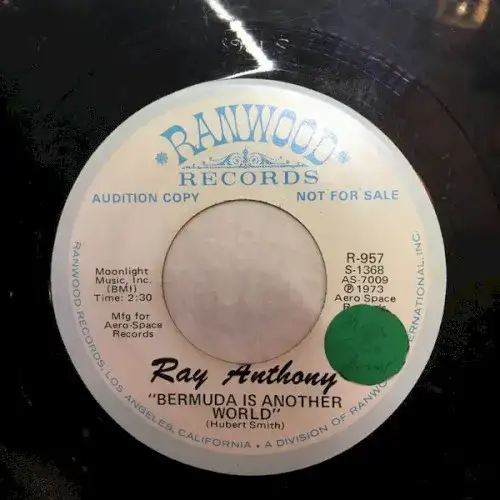 RANWOOD
RECORDS
AUDITION COPY
NOT FOR SALE
Moonlight
Music, Inc.
(BMI)
Time: 2:30
Mfg for
Aero-Space
Records
R-957
S-1368
AS-7009
℗ 1973
Aero Space
Ray Anthony
"BERMUDA IS ANOTHER
WORLD"
(Hubert Smith)
RANWOOD RECORDS, LOS ANGELES, CALIFORNIA • A DIVISION OF RANWOOD INTERNATIONAL, INC.